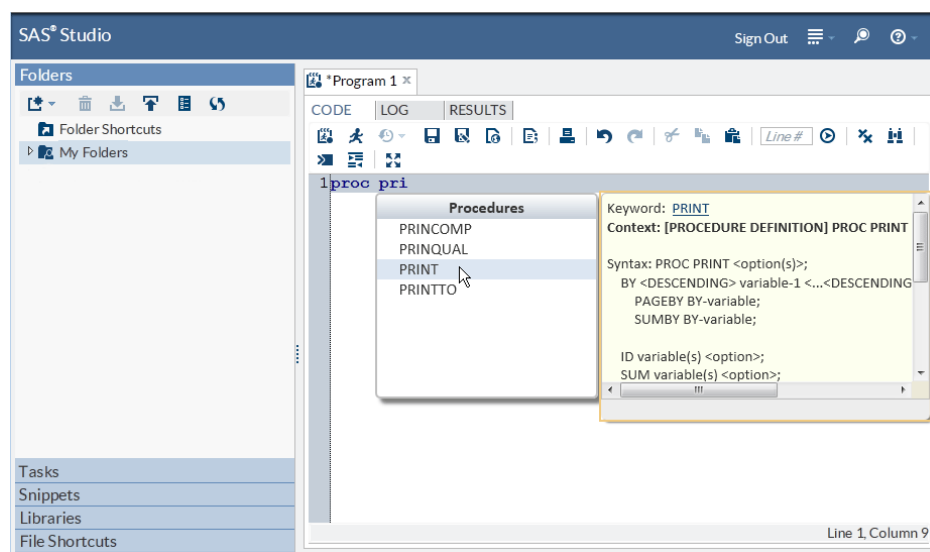 SAS® Studio
Sign Out
Folders
*Program 1
CODE LOG RESULTS
Folder Shortcuts
My Folders
Line #
1 proc pri
Procedures
PRINCOMP
PRINQUAL
PRINT
PRINTTO
Keyword: PRINT
Context: [PROCEDURE DEFINITION] PROC PRINT
Syntax: PROC PRINT <option(s)>;
BY <DESCENDING> variable-1 <...<DESCENDING
PAGEBY BY-variable;
SUMBY BY-variable;
ID variable(s) <option>;
SUM variable(s) <option>;
Tasks
Snippets
Libraries
File Shortcuts
Line 1, Column 9